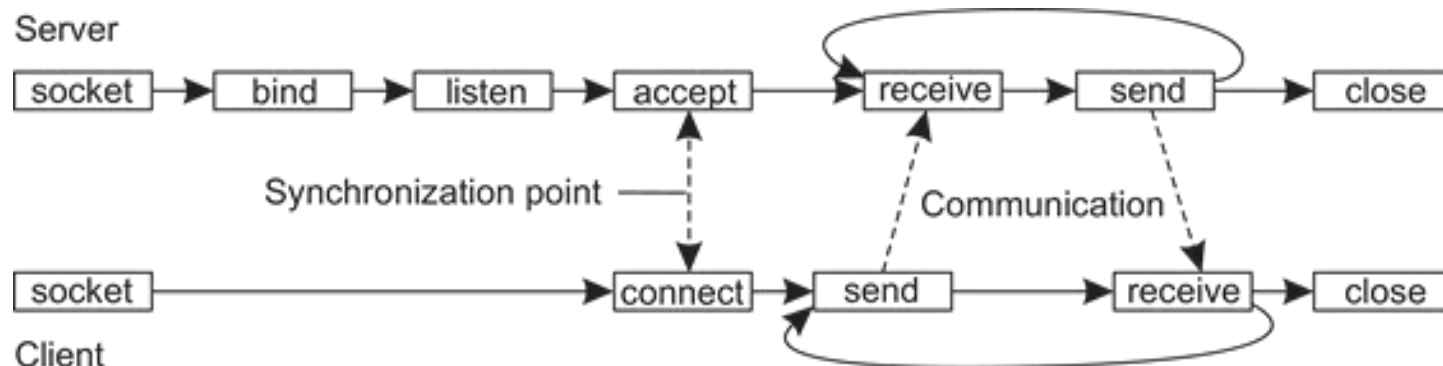 Server
socket bind listen accept receive send close
Synchronization point Communication
socket connect send receive close
Client